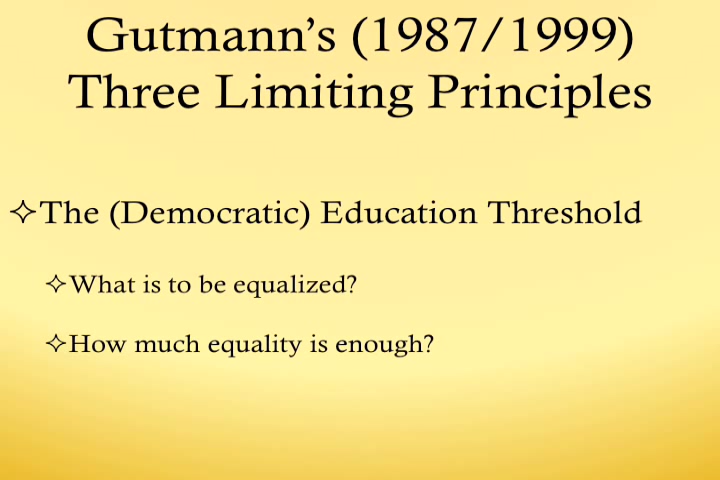 Gutmann’s (1987/1999)
Three Limiting Principles
✧The (Democratic) Education Threshold
✧What is to be equalized?
✧How much equality is enough?